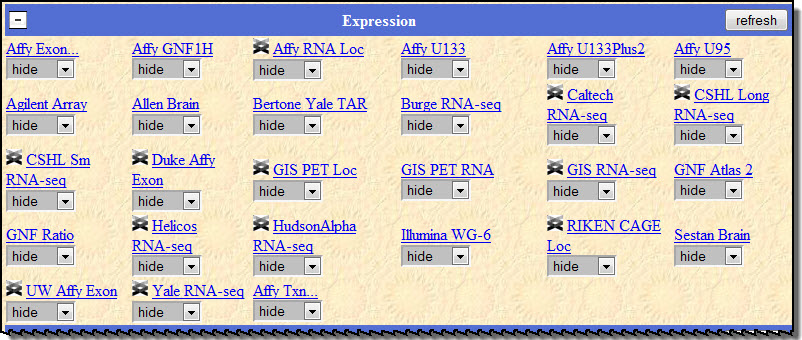 - Expression refresh
Affy Exon... Affy GNF1H Affy RNA Loc Affy U133 Affy U133Plus2 Affy U95
hide hide hide hide hide hide
Agilent Array Allen Brain Bertone Yale TAR Burge RNA-seq Caltech RNA-seq CSHL Long RNA-seq
hide hide hide hide hide hide
CSHL Sm RNA-seq Duke Affy Exon GIS PET Loc GIS PET RNA GIS RNA-seq GNF Atlas 2
hide hide hide hide hide hide
GNF Ratio Helicos RNA-seq HudsonAlpha RNA-seq Illumina WG-6 RIKEN CAGE Loc Sestan Brain
hide hide hide hide hide hide
UW Affy Exon Yale RNA-seq Affy Txn...
hide hide hide